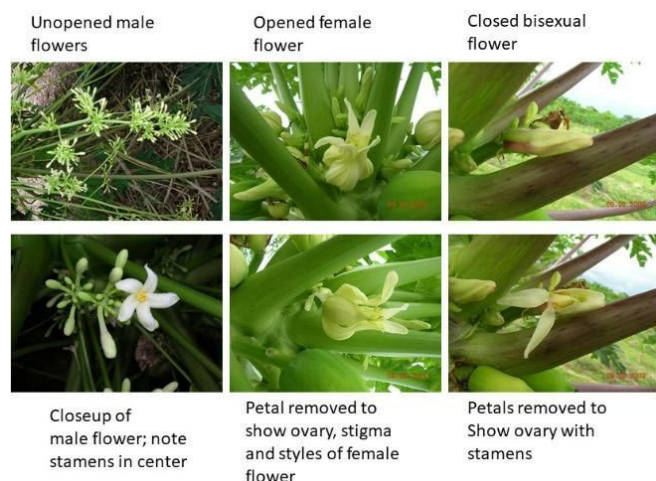 Unopened male
flowers
Opened female
flower
Closed bisexual
flower
Closeup of
male flower; note
stamens in center
Petal removed to
show ovary, stigma
and styles of female
flower
Petals removed to
Show ovary with
stamens